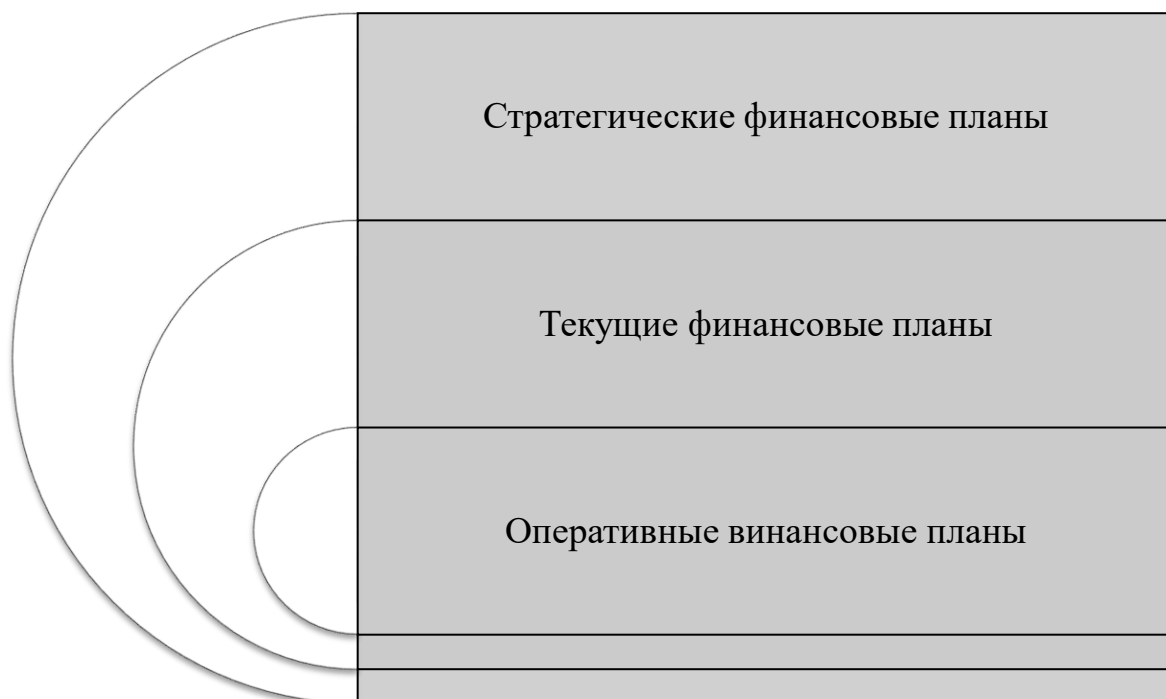 Стратегические финансовые планы
Текущие финансовые планы
Оперативные винансовые планы